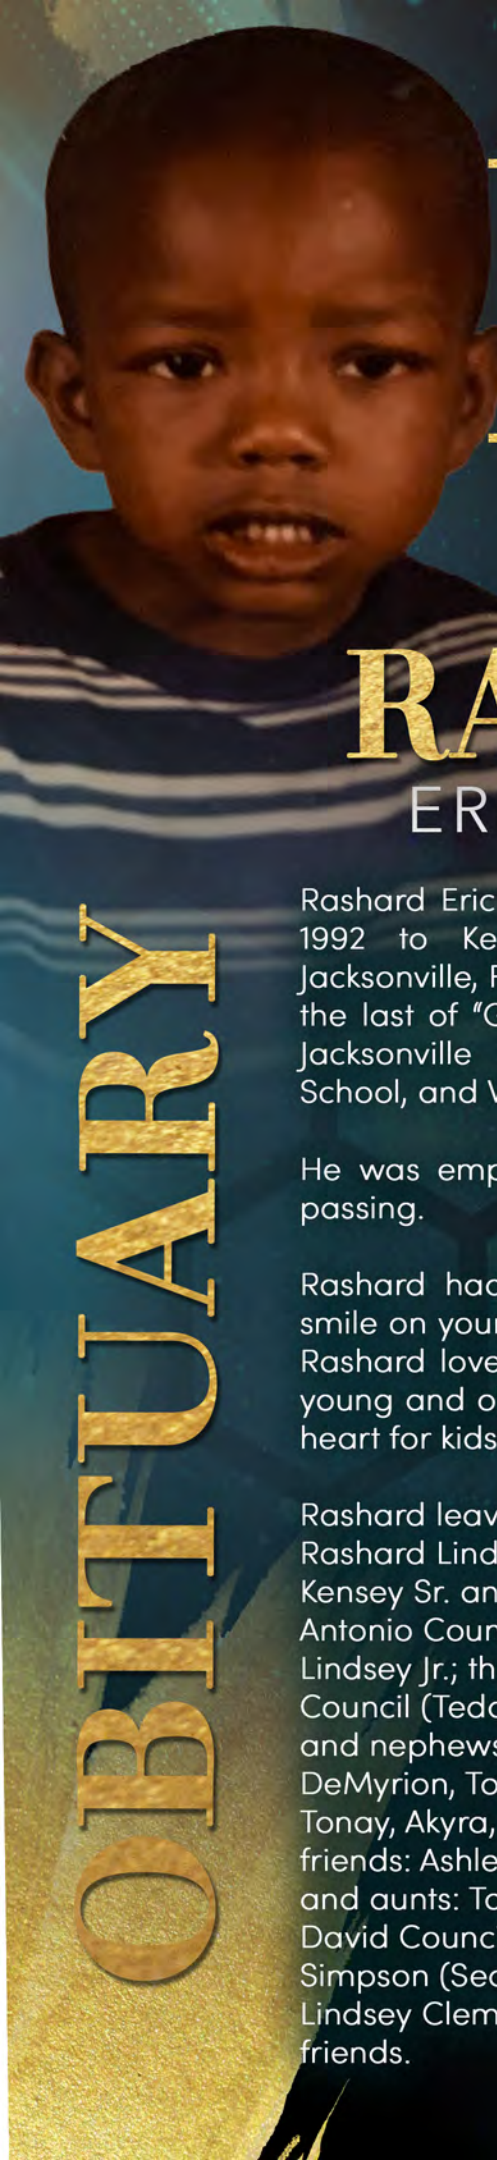 OBITUARY
RA
ER
Rashard Eric
1992 to Ke
Jacksonville, F
the last of "G
Jacksonville
School, and V
He was emp
passing.
Rashard had
smile on your
Rashard love
young and o
heart for kids
Rashard leav
Rashard Lind
Kensey Sr. an
Antonio Coun
Lindsey Jr.; th
Council (Tedd
and nephews
DeMyrion, To
Tonay, Akyra,
friends: Ashle
and aunts: To
David Counc
Simpson (Sec
Lindsey Clem
friends.